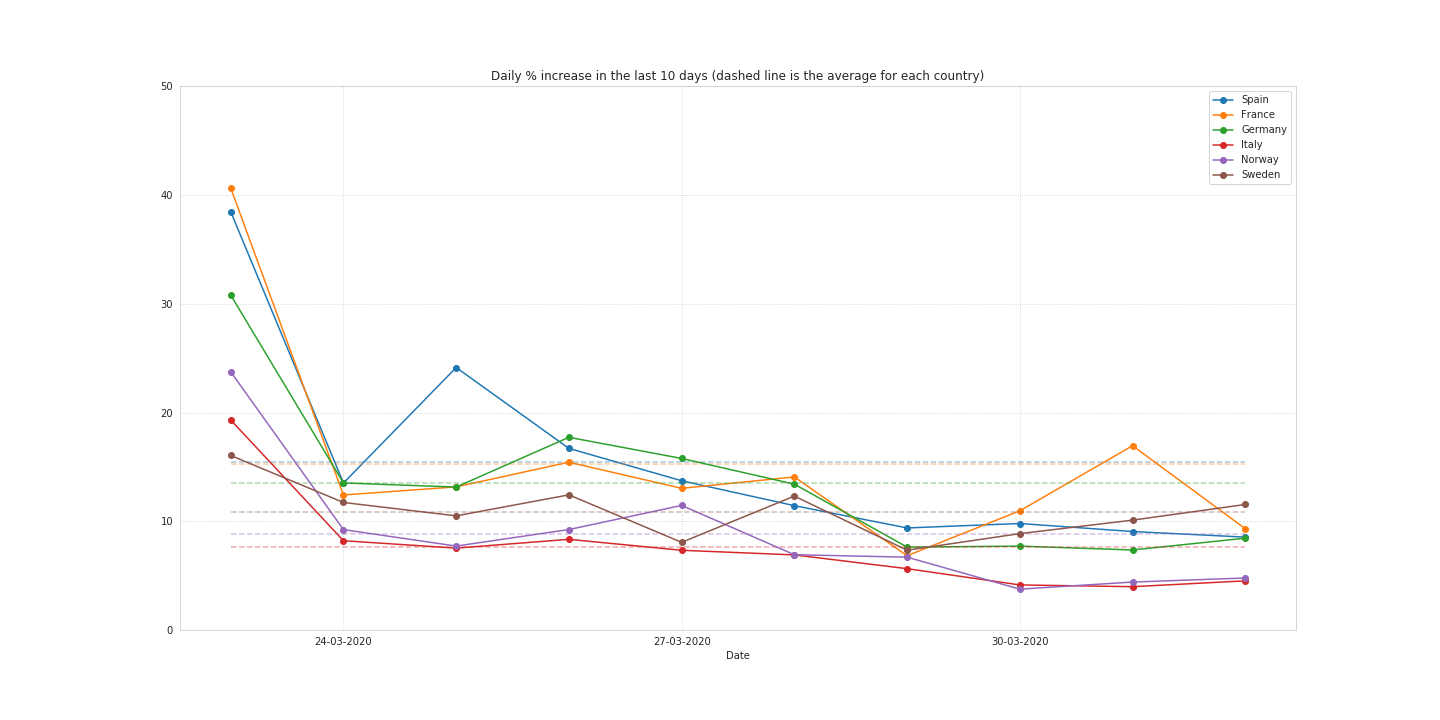 Daily % increase in the last 10 days (dashed line is the average for each country)
50
40
30
20
10
0
Spain
France
Germany
Italy
Norway
Sweden
24-03-2020
27-03-2020
30-03-2020
Date